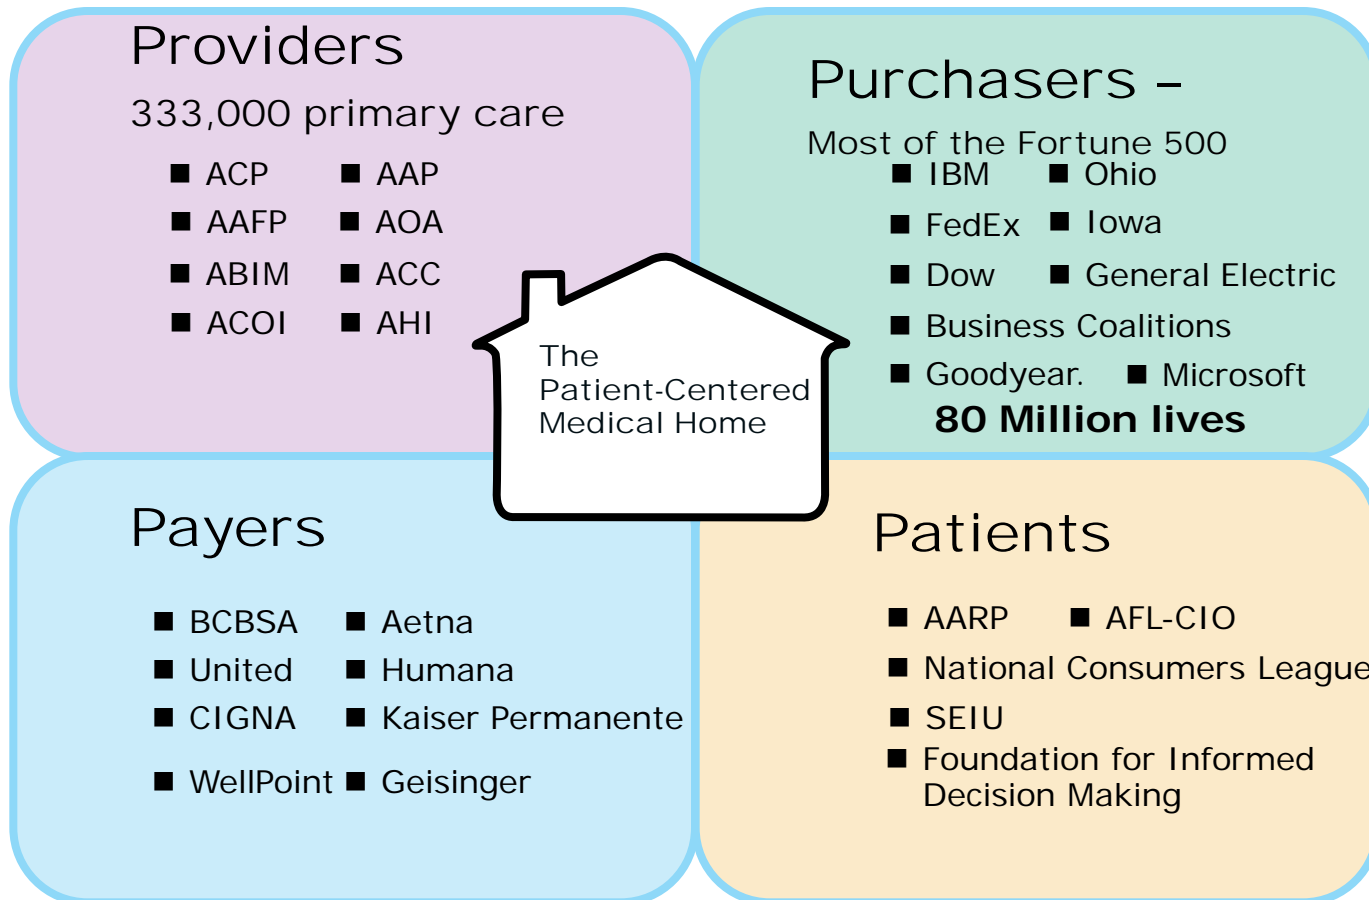 Providers
333,000 primary care
■ ACP ■ AAP
■ AAFP ■ AOA
■ ABIM ■ ACC
■ ACOI ■ AHI
Purchasers –
Most of the Fortune 500
■ IBM ■ Ohio
■ FedEx ■ Iowa
■ Dow ■ General Electric
■ Business Coalitions
■ Goodyear. ■ Microsoft
80 Million lives
The
Patient-Centered
Medical Home
Payers
■ BCBSA ■ Aetna
■ United ■ Humana
■ CIGNA ■ Kaiser Permanente
■ WellPoint ■ Geisinger
Patients
■ AARP ■ AFL-CIO
■ National Consumers League
■ SEIU
■ Foundation for Informed
Decision Making